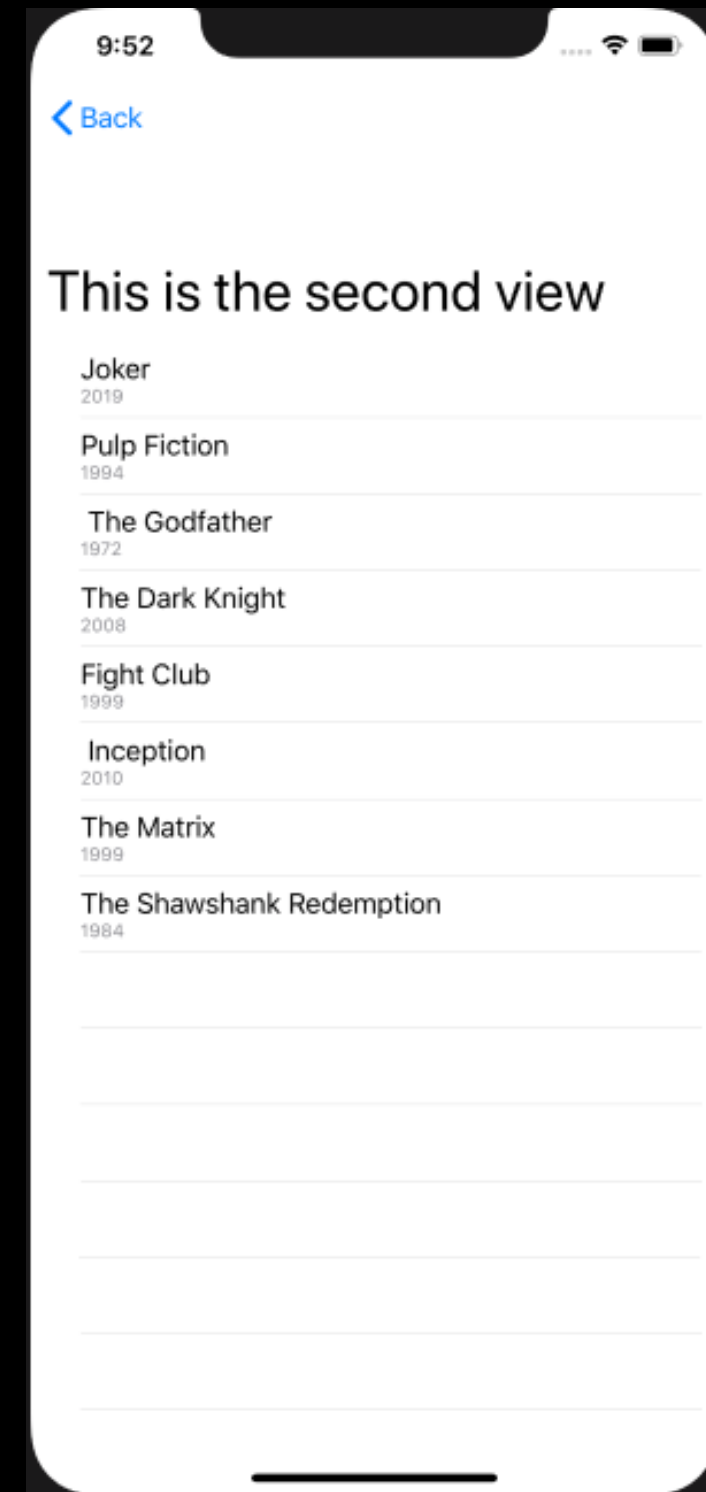 9:52
Back
This is the second view
Joker
2019
Pulp Fiction
1994
The Godfather
1972
The Dark Knight
2008
Fight Club
1999
Inception
2010
The Matrix
1999
The Shawshank Redemption
1984